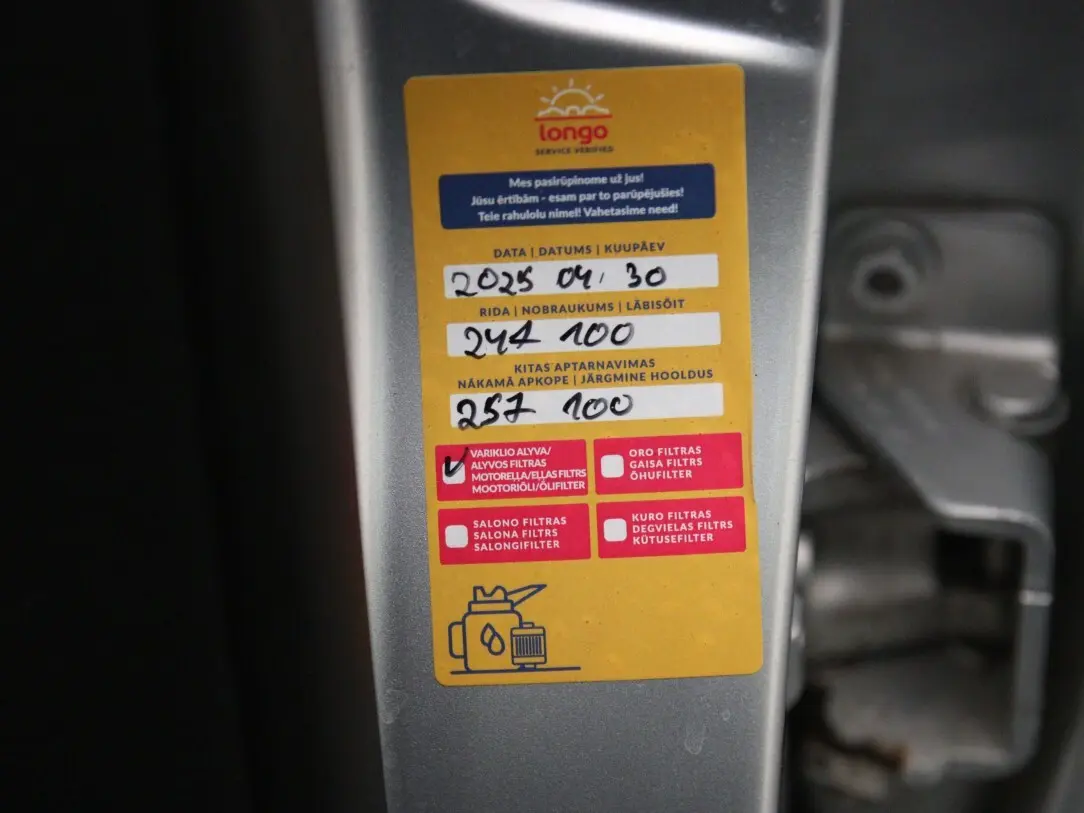 longo
SERVICE VERIFIED
Mes pasirūpinome už jus!
Jūsu ērtībām - esam par to parūpējušies!
Teie rahulolu nimel! Vahetasime need!
DATA | DATUMS | KUUPÄEV
2025 04. 30
RIDA | NOBRAUKUMS | LÄBISÕIT
247 100
KITAS APTARNAVIMAS
NĀKAMĀ APKOPE | JÄRGMINE HOOLDUS
257 100
VARIKLIO ALYVA/
ALYVOS FILTRAS
MOTOREĻĻA/EĻĻAS FILTRS
MOOTORIÕLI/ÕLIFILTER
ORO FILTRAS
GAISA FILTRS
ÕHUFILTER
SALONO FILTRAS
SALONA FILTRS
SALONGIFILTER
KURO FILTRAS
DEGVIELAS FILTRS
KÜTUSEFILTER